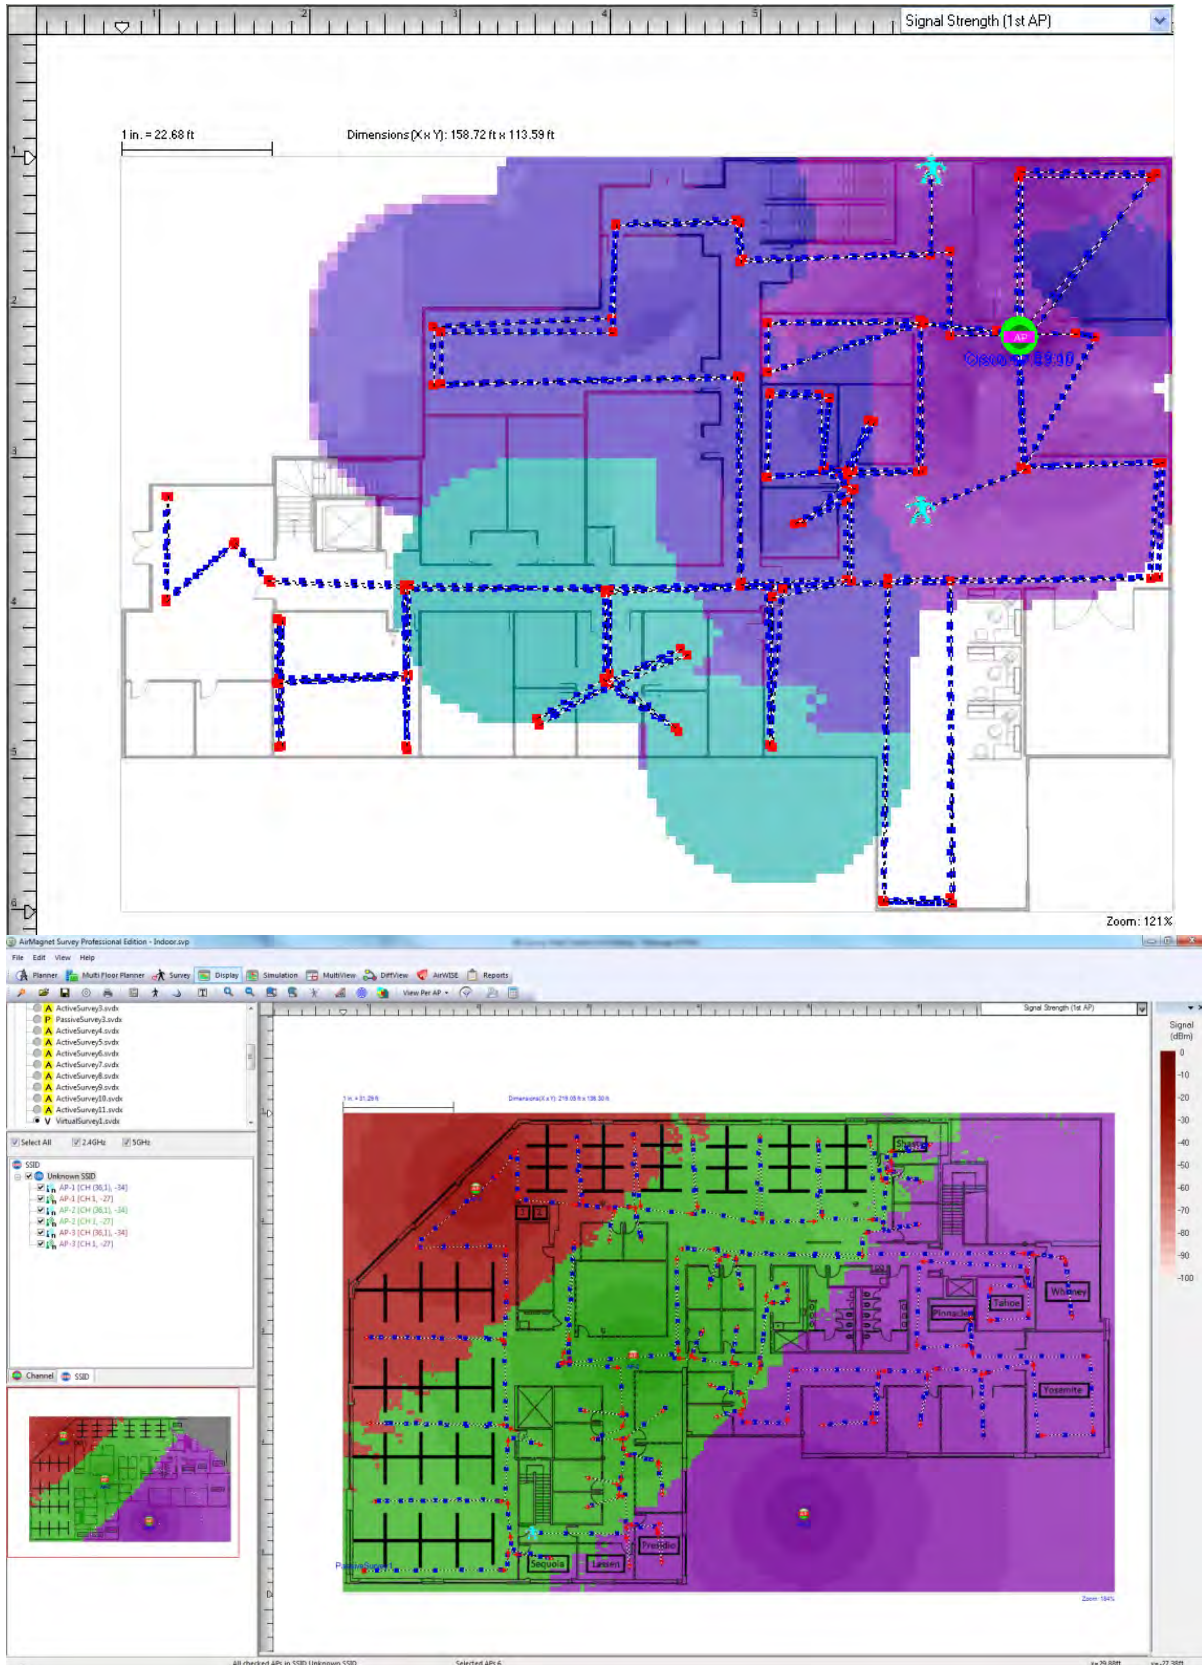 Signal Strength (1st AP)
1 in. = 22.68 ft
Dimensions (X x Y): 158.72 ft x 113.59 ft
AP
Zoom: 121%
AirMagnet Survey Professional Edition - Indoor.svp
File Edit View Help
Planner Multi Floor Planner Survey Display Simulation MultiView DiffView AirWISE Reports
View Per AP
ActiveSurvey3.svdx
PassiveSurvey3.svdx
ActiveSurvey4.svdx
ActiveSurvey5.svdx
ActiveSurvey6.svdx
ActiveSurvey7.svdx
ActiveSurvey8.svdx
ActiveSurvey9.svdx
ActiveSurvey10.svdx
ActiveSurvey11.svdx
V VirtualSurvey1.svdx
Select All 2.4GHz 5GHz
SSID
Unknown SSID
AP-1 [CH (36,1), -34]
AP-1 [CH 1, -27]
AP-2 [CH (36,1), -34]
AP-2 [CH 1, -27]
AP-3 [CH (36,1), -34]
AP-3 [CH 1, -27]
Channel SSID
Signal Strength (1st AP)
Signal
(dBm)
0
-10
-20
-30
-40
-50
-60
-70
-80
-90
-100
Shasta
Whitney
Tahoe
Pinnacles
Yosemite
Presidio
Sequoia
Lassen
Zoom: 184%
All checked APs in SSID Unknown SSID
Selected APs 6